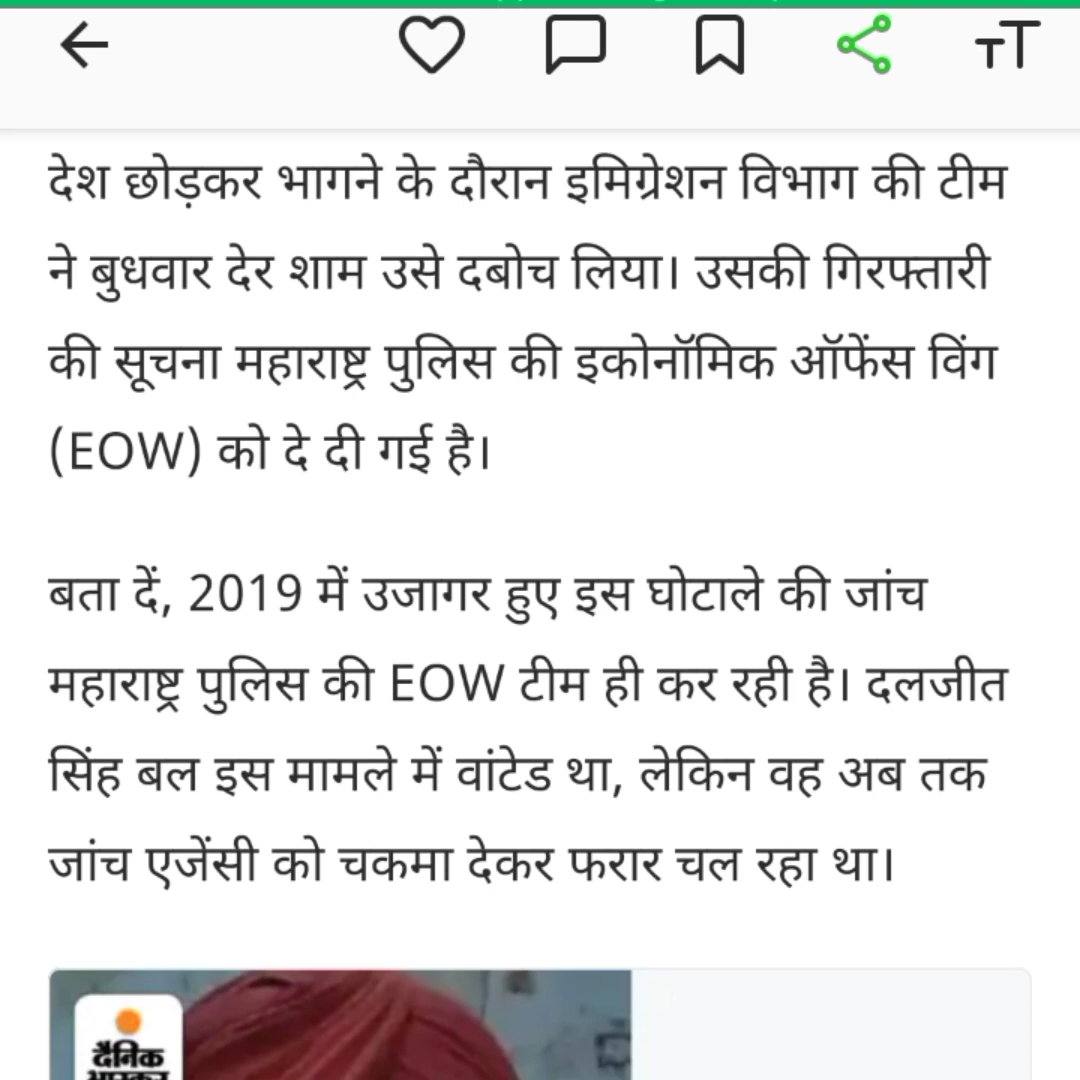 देश छोड़कर भागने के दौरान इमिग्रेशन विभाग की टीम
ने बुधवार देर शाम उसे दबोच लिया। उसकी गिरफ्तारी
की सूचना महाराष्ट्र पुलिस की इकोनॉमिक ऑफेंस विंग
(EOW) को दे दी गई है।
बता दें, 2019 में उजागर हुए इस घोटाले की जांच
महाराष्ट्र पुलिस की EOW टीम ही कर रही है। दलजीत
सिंह बल इस मामले में वांटेड था, लेकिन वह अब तक
जांच एजेंसी को चकमा देकर फरार चल रहा था।
दैनिक
भास्कर